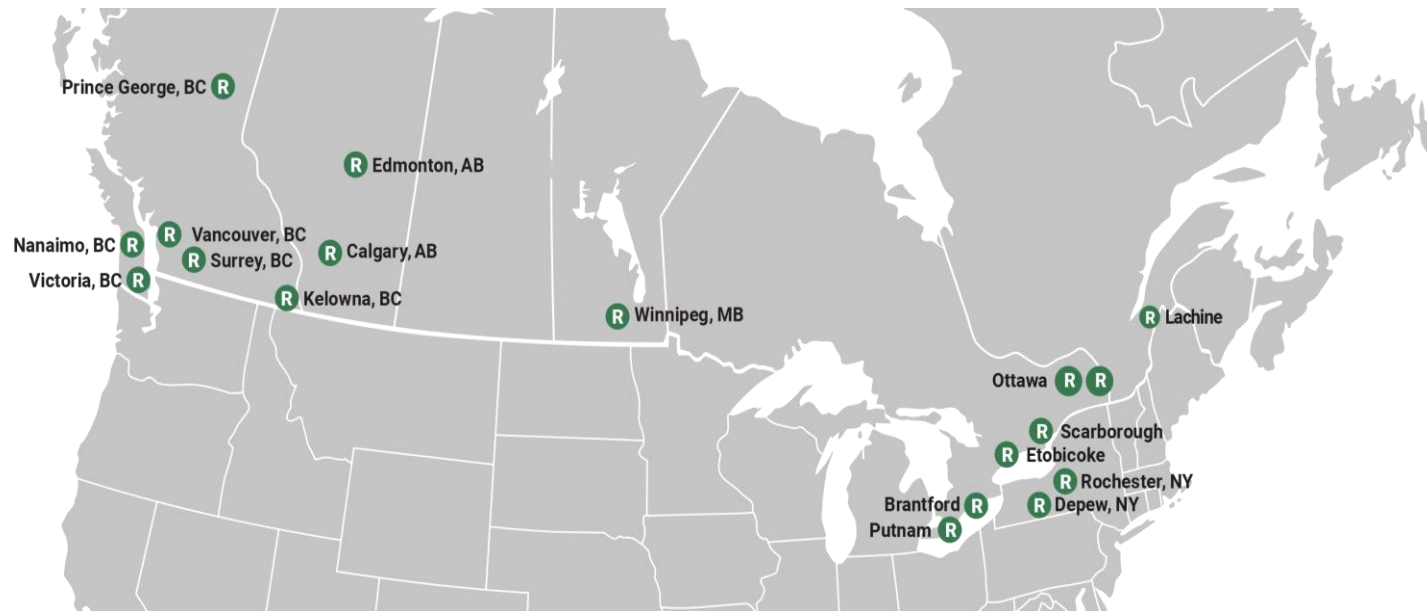 Prince George, BC R
R Edmonton, AB
Nanaimo, BC R
R Vancouver, BC
R Surrey, BC
R Calgary, AB
Victoria, BC R
R Kelowna, BC
R Winnipeg, MB
R Lachine
Ottawa R R
R Scarborough
R Etobicoke
R Rochester, NY
Brantford R
R Depew, NY
Putnam R